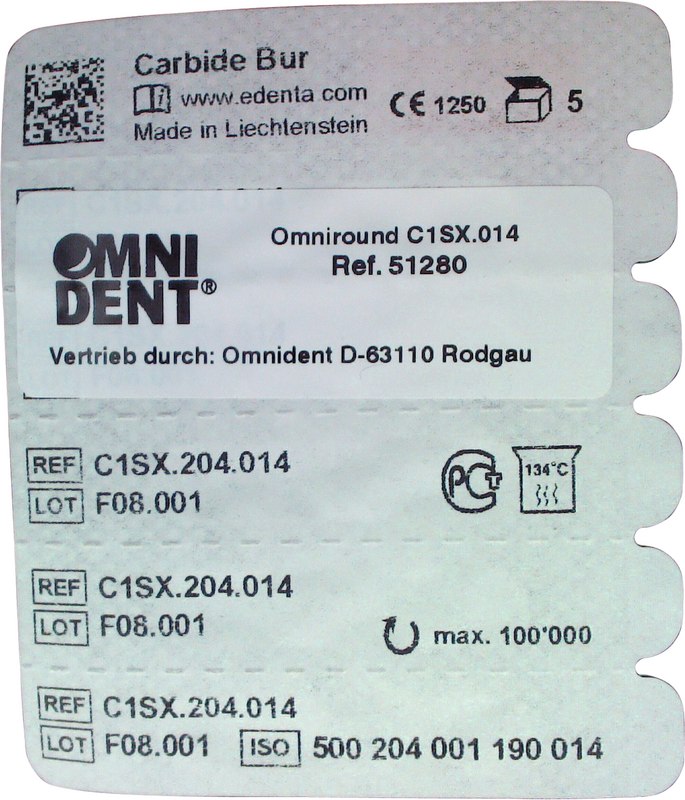 Carbide Bur
www.edenta.com
CE 1250 5
Made in Liechtenstein
Omniround C1SX.014
Ref. 51280
OMNI
DENT®
Vertrieb durch: Omnident D-63110 Rodgau
REF C1SX.204.014
LOT F08.001
PCt 134°C
REF C1SX.204.014
LOT F08.001
max. 100'000
REF C1SX.204.014
LOT F08.001 ISO 500 204 001 190 014